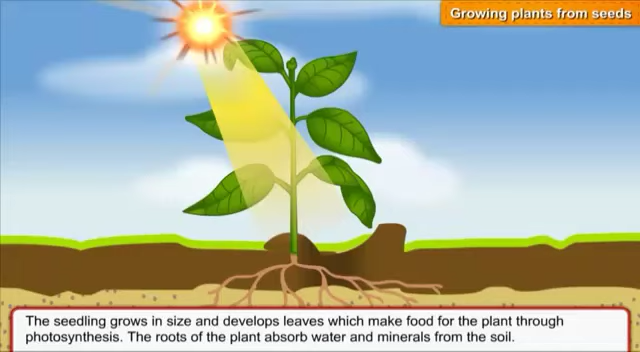 Growing plants from seeds
The seedling grows in size and develops leaves which make food for the plant through
photosynthesis. The roots of the plant absorb water and minerals from the soil.